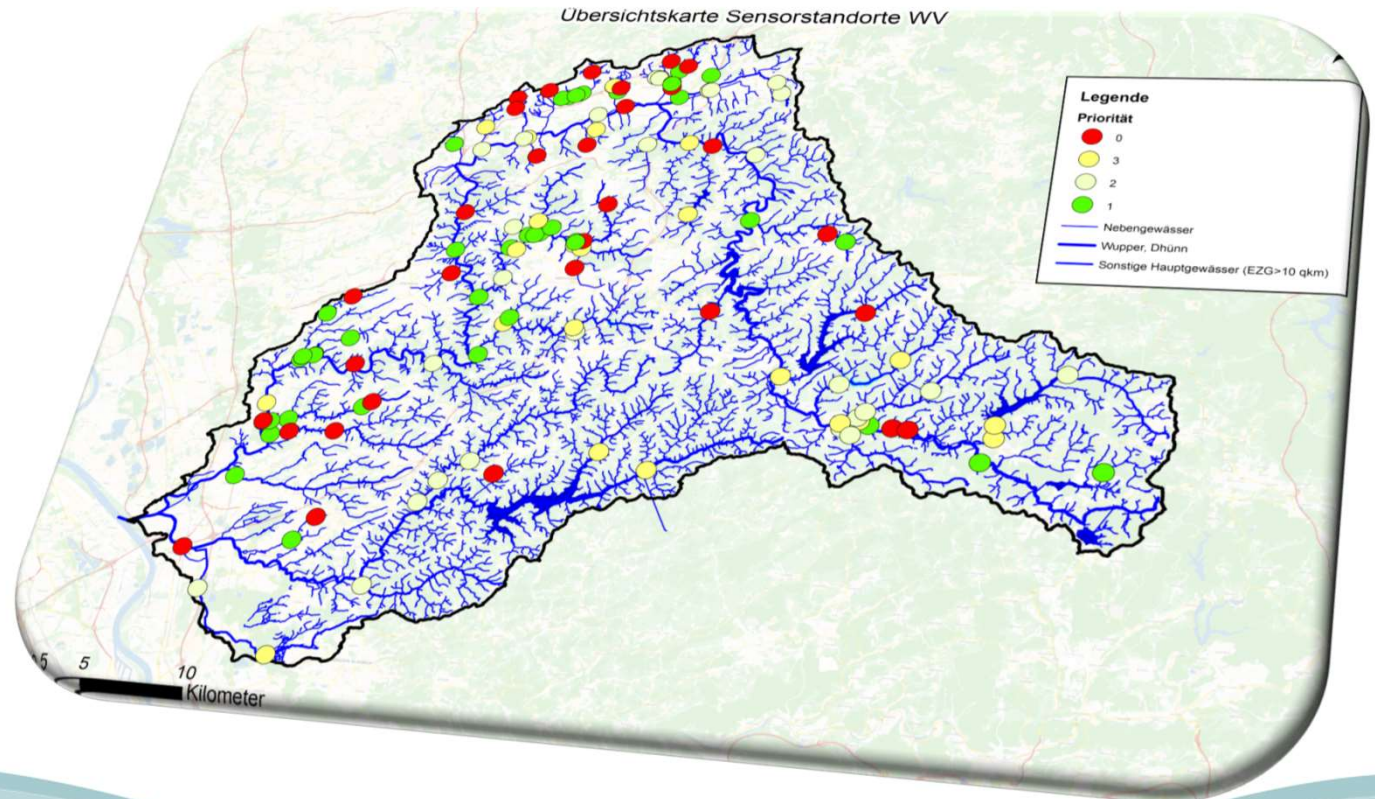 Übersichtskarte Sensorstandorte WV
Legende
Priorität
0
3
2
1
Nebengewässer
Wupper, Dhünn
Sonstige Hauptgewässer (EZG>10 qkm)
5 5 10
Kilometer